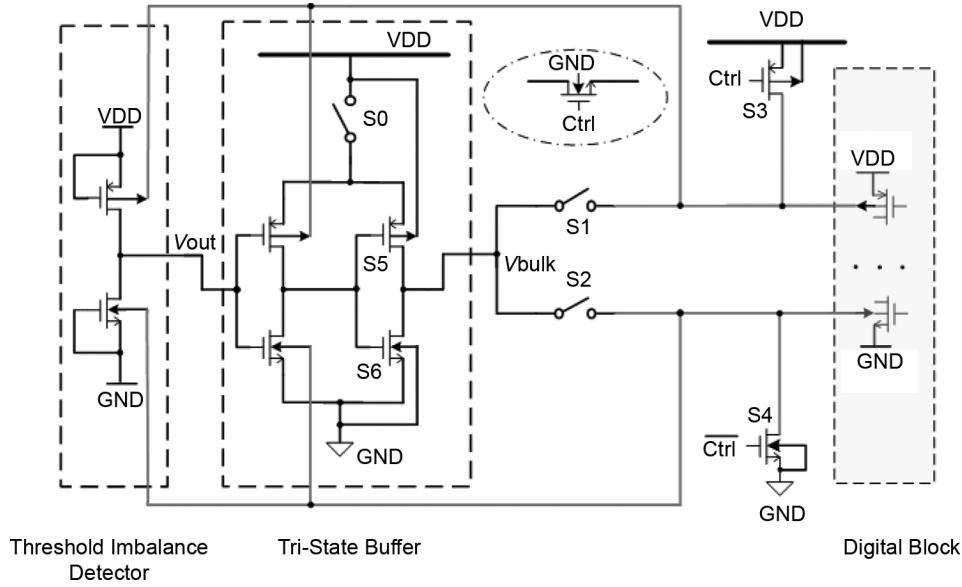 VDD
VDD
GND
Ctrl
S3
VDD
S0
Ctrl
VDD
Vout
S5
S1
Vbulk
S2
. . .
S6
GND
GND
GND
S4
Ctrl
GND
Threshold Imbalance
Detector
Tri-State Buffer
Digital Block